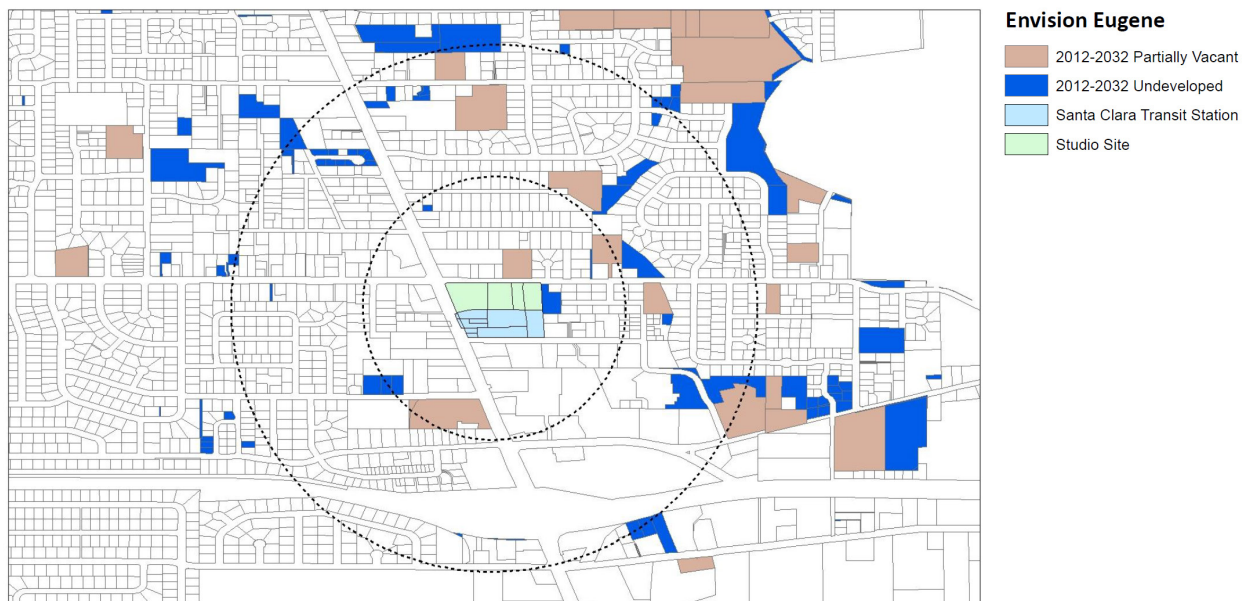 Envision Eugene
2012-2032 Partially Vacant
2012-2032 Undeveloped
Santa Clara Transit Station
Studio Site